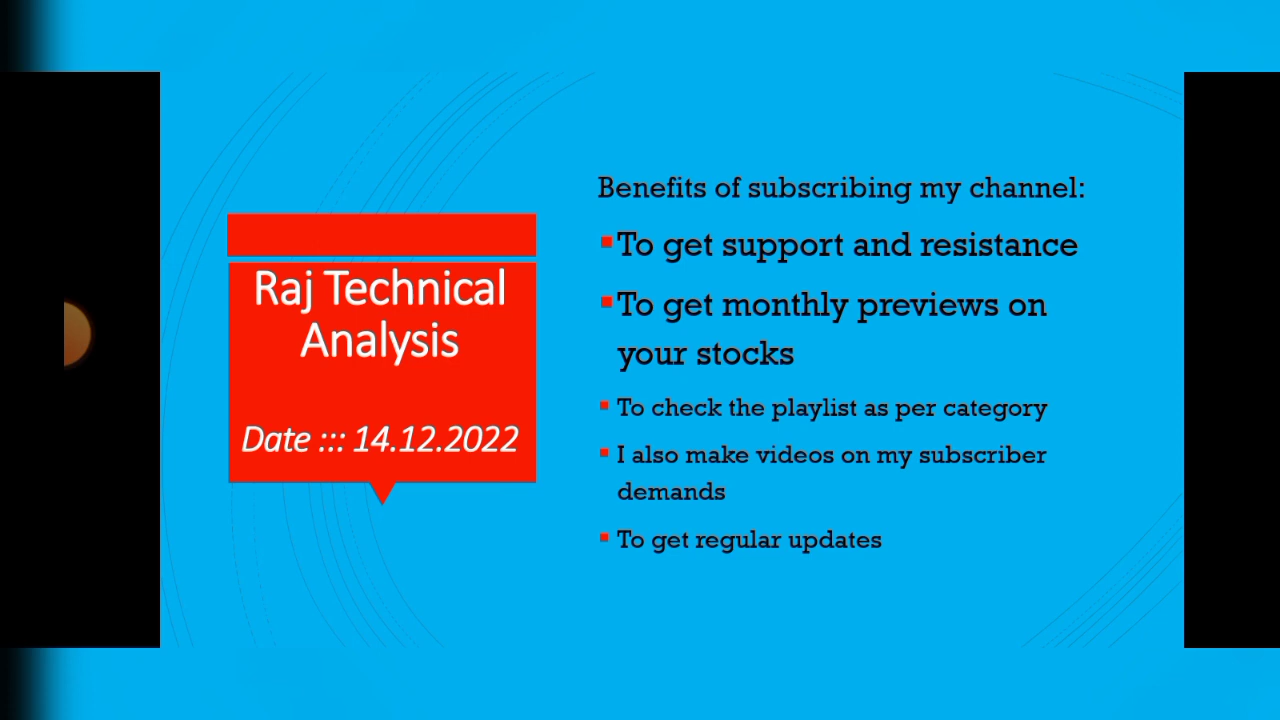 Raj Technical
Analysis
Date ::: 14.12.2022
Benefits of subscribing my channel:
To get support and resistance
To get monthly previews on
your stocks
To check the playlist as per category
I also make videos on my subscriber
demands
To get regular updates